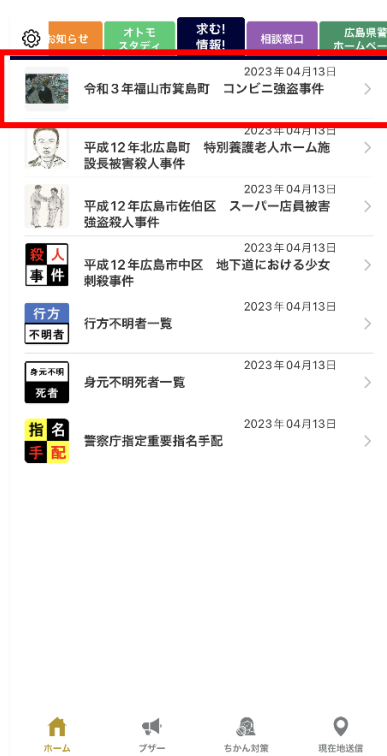 お知らせ
オトモ
スタディ
求む!
情報!
相談窓口
広島県警
ホームペー
2023年04月13日
令和3年福山市箕島町　コンビニ強盗事件
2023年04月13日
平成12年北広島町　特別養護老人ホーム施
設長被害殺人事件
2023年04月13日
平成12年広島市佐伯区　スーパー店員被害
強盗殺人事件
殺人
事件
2023年04月13日
平成12年広島市中区　地下道における少女
刺殺事件
行方
不明者
2023年04月13日
行方不明者一覧
身元不明
死者
2023年04月13日
身元不明死者一覧
指名
手配
2023年04月13日
警察庁指定重要指名手配
ホーム
ブザー
ちかん対策
現在地送信